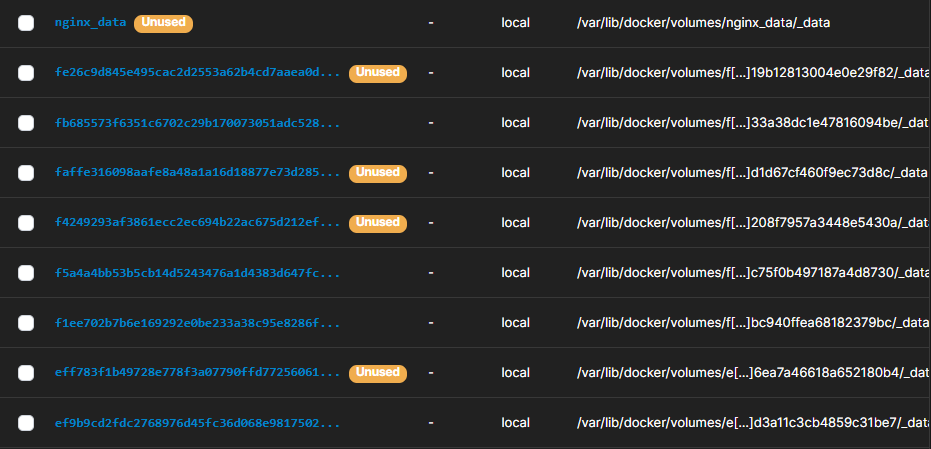 nginx_data Unused - local /var/lib/docker/volumes/nginx_data/_data
fe26c9d845e495cac2d2553a62b4cd7aaea0d... Unused - local /var/lib/docker/volumes/f[...]19b12813004e0e29f82/_data
fb685573f6351c6702c29b170073051adc528... - local /var/lib/docker/volumes/f[...]33a38dc1e47816094be/_data
faffe316098aafe8a48a1a16d18877e73d285... Unused - local /var/lib/docker/volumes/f[...]d1d67cf460f9ec73d8c/_data
f4249293af3861ecc2ec694b22ac675d212ef... Unused - local /var/lib/docker/volumes/f[...]208f7957a3448e5430a/_data
f5a4a4bb53b5cb14d5243476a1d4383d647fc... - local /var/lib/docker/volumes/f[...]c75f0b497187a4d8730/_data
f1ee702b7b6e169292e0be233a38c95e8286f... - local /var/lib/docker/volumes/f[...]bc940ffea68182379bc/_data
eff783f1b49728e778f3a07790ffd77256061... Unused - local /var/lib/docker/volumes/e[...]6ea7a46618a652180b4/_data
ef9b9cd2fdc2768976d45fc36d068e9817502... - local /var/lib/docker/volumes/e[...]d3a11c3cb4859c31be7/_data